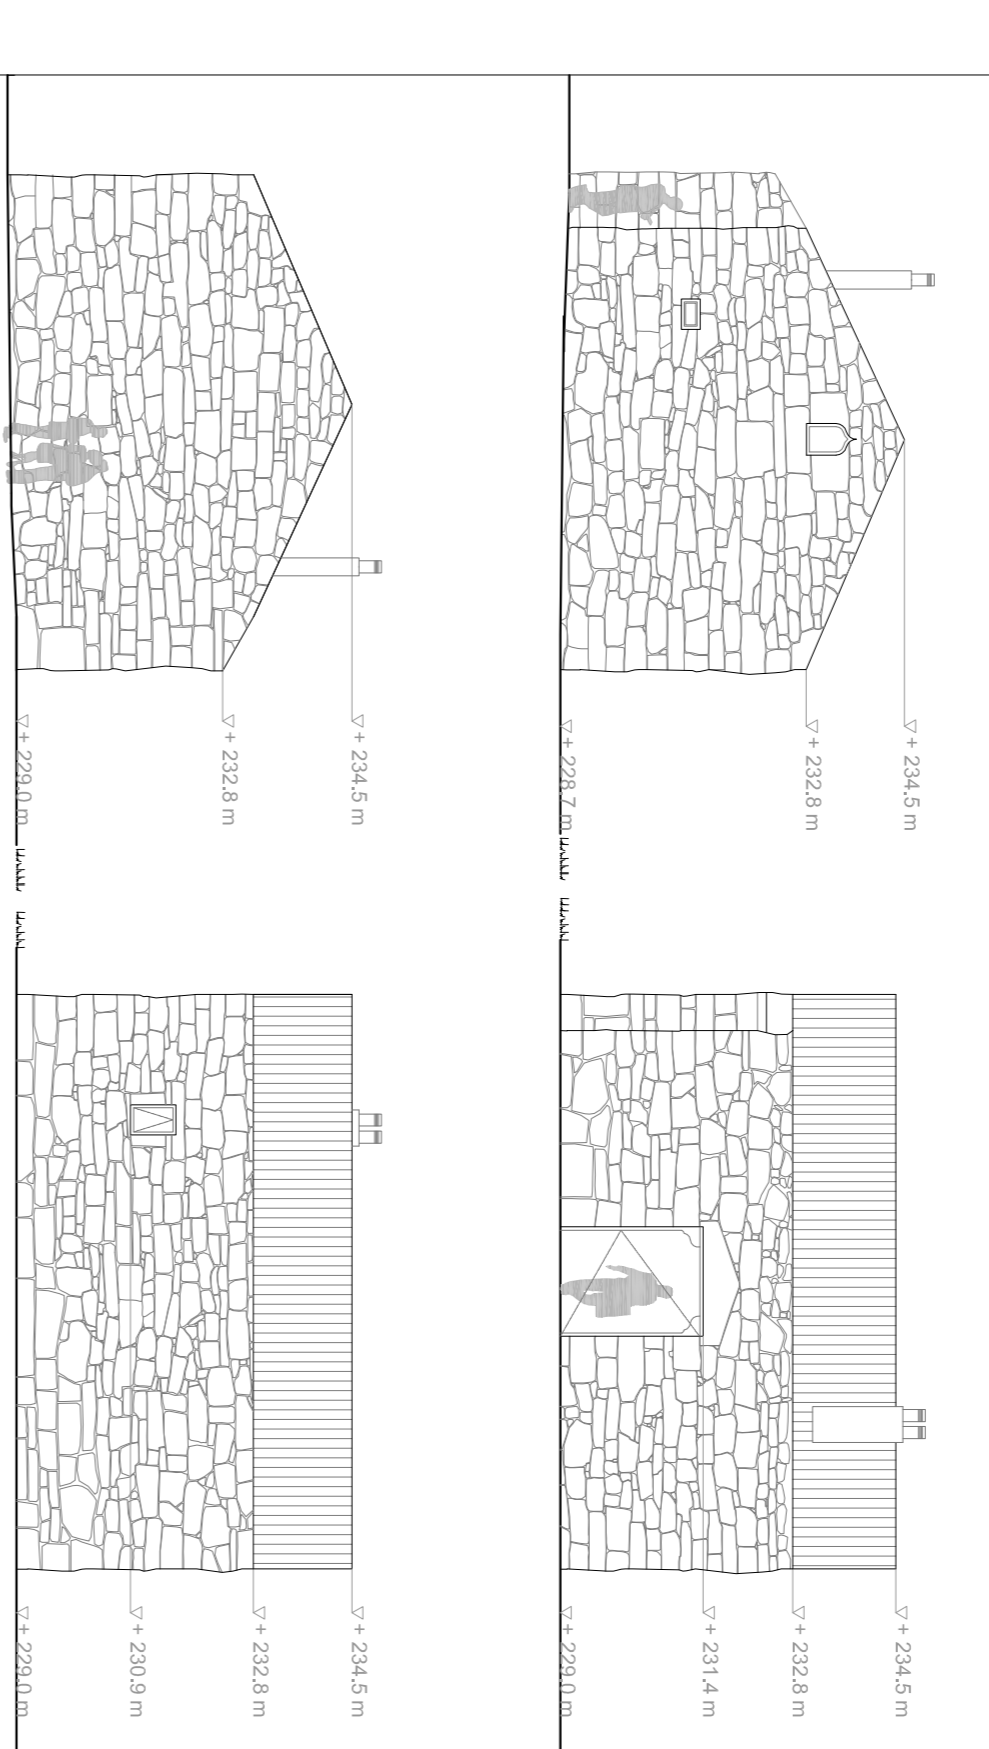 + 234.5 m
+ 232.8 m
+ 228.7 m
+ 234.5 m
+ 232.8 m
+ 231.4 m
+ 229.0 m
+ 234.5 m
+ 232.8 m
+ 229.0 m
+ 234.5 m
+ 232.8 m
+ 230.9 m
+ 229.0 m